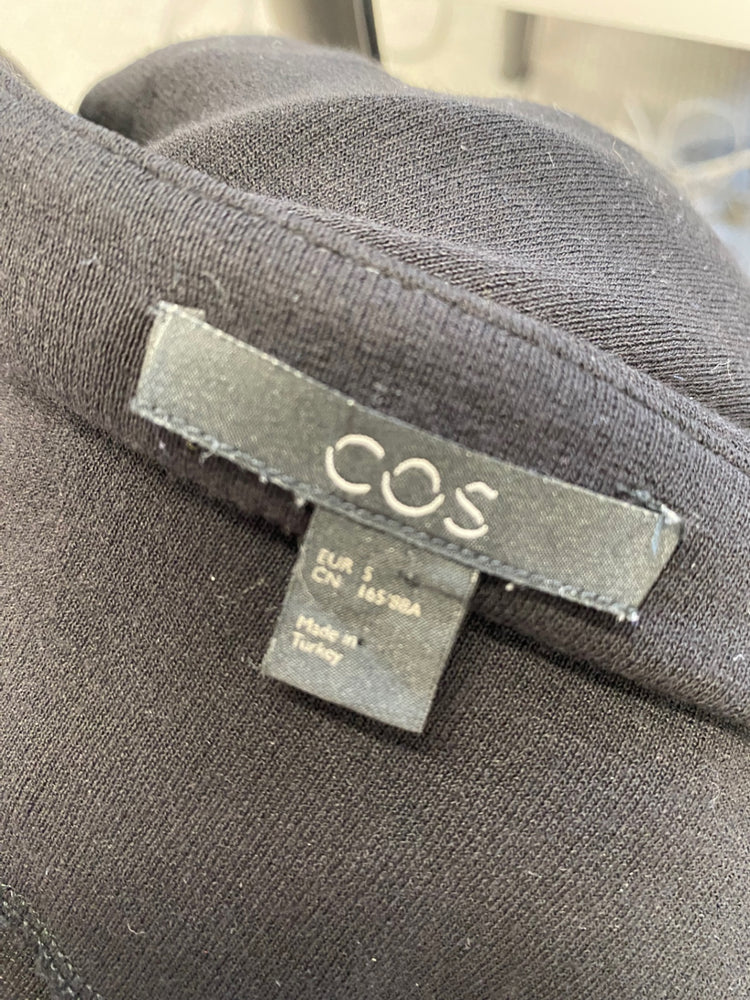 COS
EUR S
CN 165/88A
Made in
Turkey